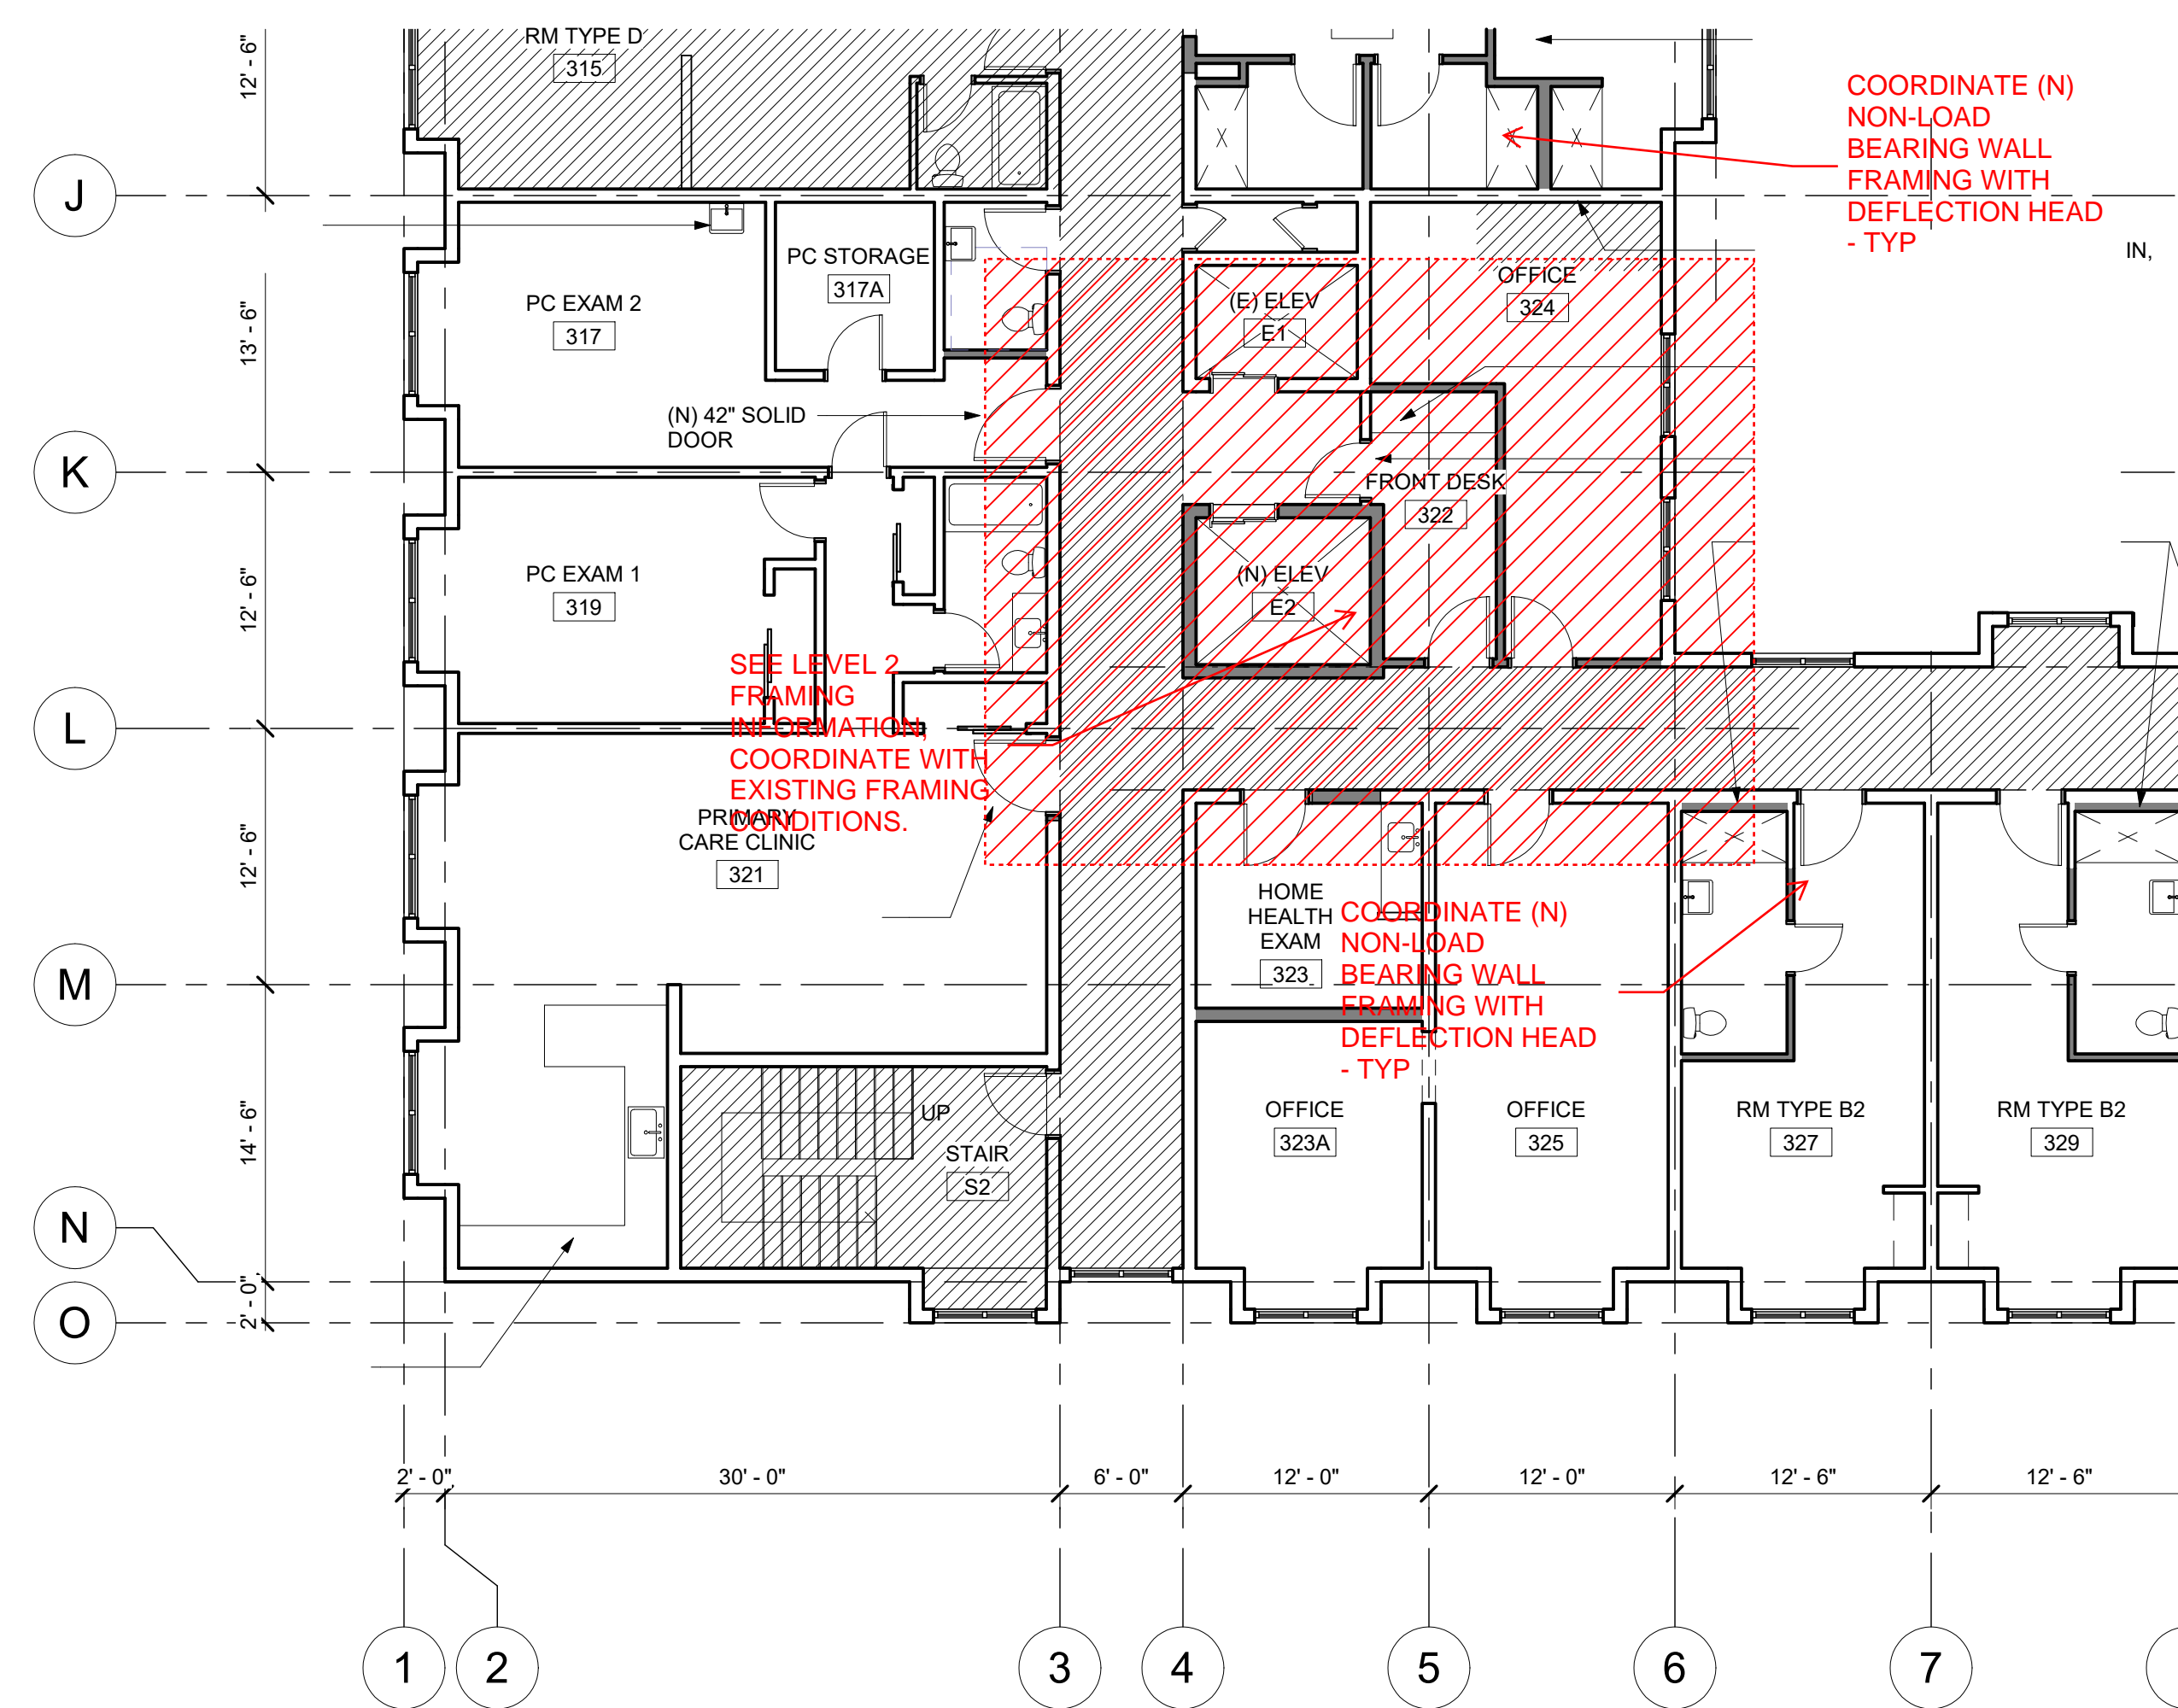 RM TYPE D
315
12' - 6"
COORDINATE (N)
NON-LOAD
BEARING WALL
FRAMING WITH
DEFLECTION HEAD
- TYP
IN,
J
13' - 6"
PC EXAM 2
317
PC STORAGE
317A
(E) ELEV
E1
OFFICE
324
(N) 42" SOLID
DOOR
K
FRONT DESK
322
12' - 6"
PC EXAM 1
319
(N) ELEV
E2
SEE LEVEL 2
FRAMING
INFORMATION,
COORDINATE WITH
EXISTING FRAMING
CONDITIONS.
L
12' - 6"
PRIMARY
CARE CLINIC
321
HOME
HEALTH
EXAM
323
COORDINATE (N)
NON-LOAD
BEARING WALL
FRAMING WITH
DEFLECTION HEAD
- TYP
M
14' - 6"
UP
STAIR
S2
OFFICE
323A
OFFICE
325
RM TYPE B2
327
RM TYPE B2
329
N
2' - 0"
O
2' - 0"
30' - 0"
6' - 0"
12' - 0"
12' - 0"
12' - 6"
12' - 6"
1
2
3
4
5
6
7